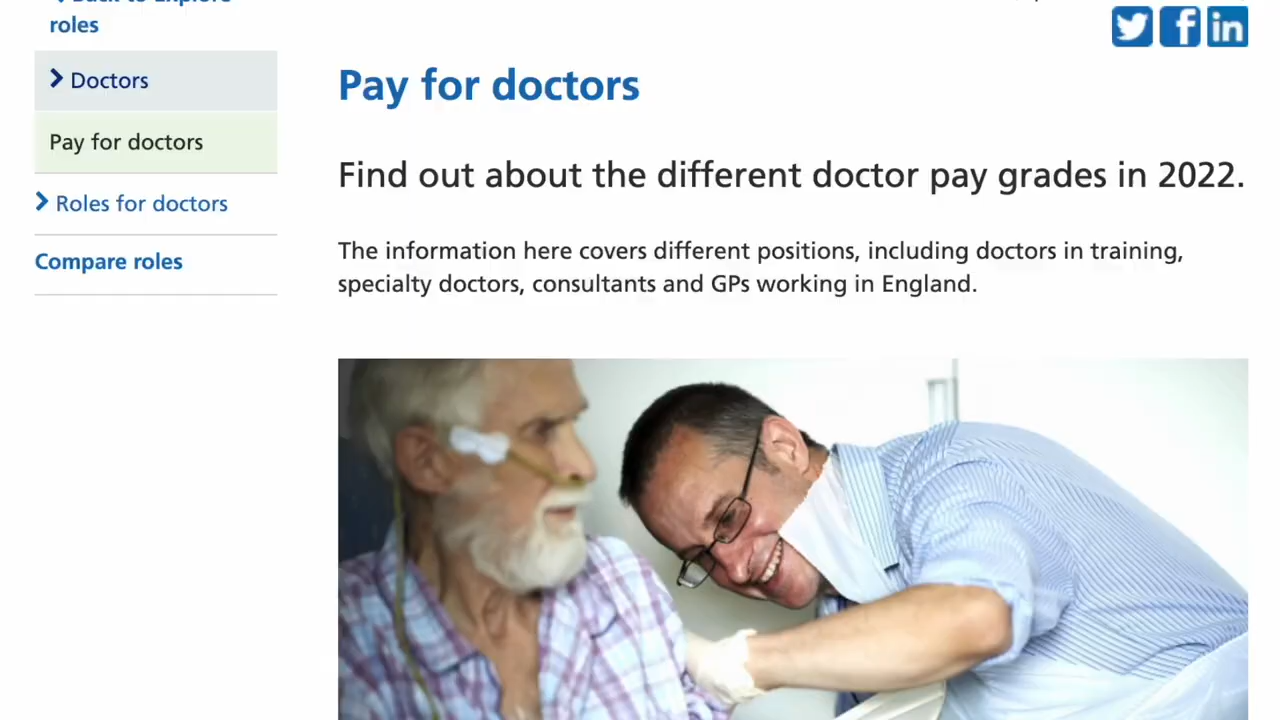 roles
Doctors
Pay for doctors
Roles for doctors
Compare roles
in
Pay for doctors
Find out about the different doctor pay grades in 2022.
The information here covers different positions, including doctors in training,
specialty doctors, consultants and GPs working in England.